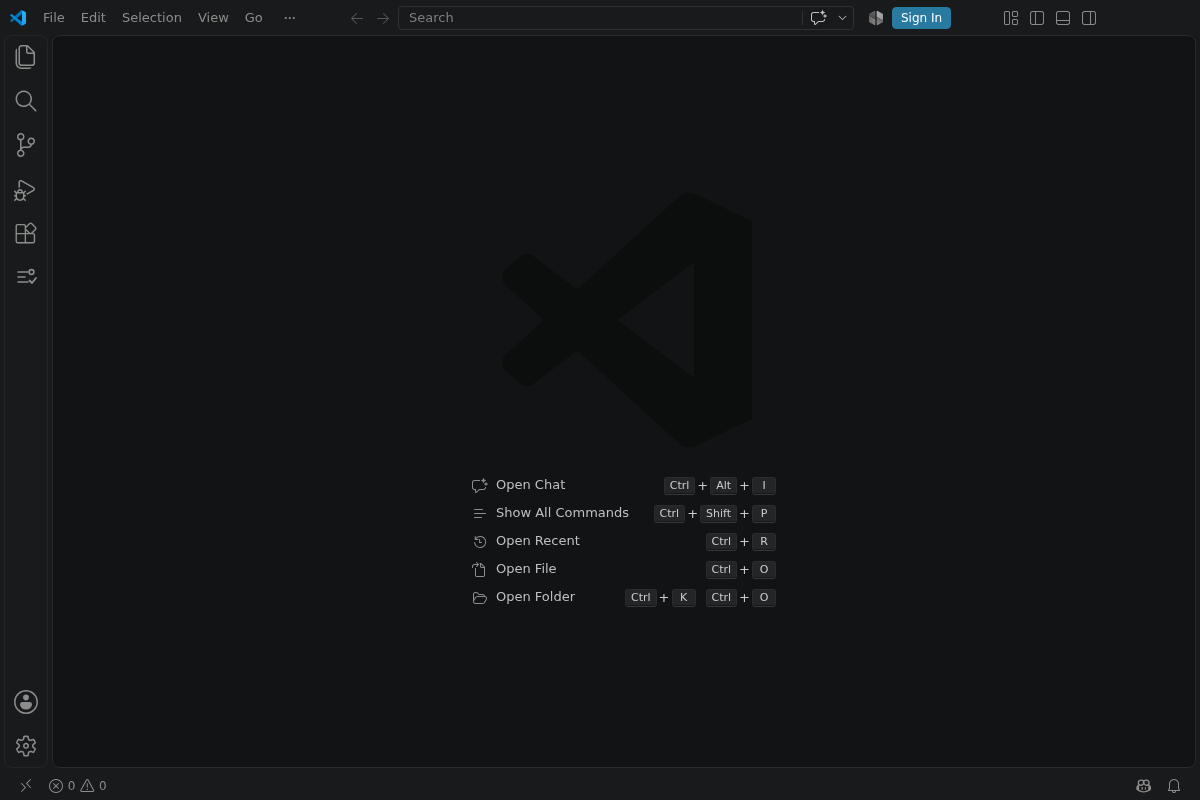 File Edit Selection View Go ··· Search Sign In
Open Chat Ctrl + Alt + I
Show All Commands Ctrl + Shift + P
Open Recent Ctrl + R
Open File Ctrl + O
Open Folder Ctrl + K Ctrl + O
0 0